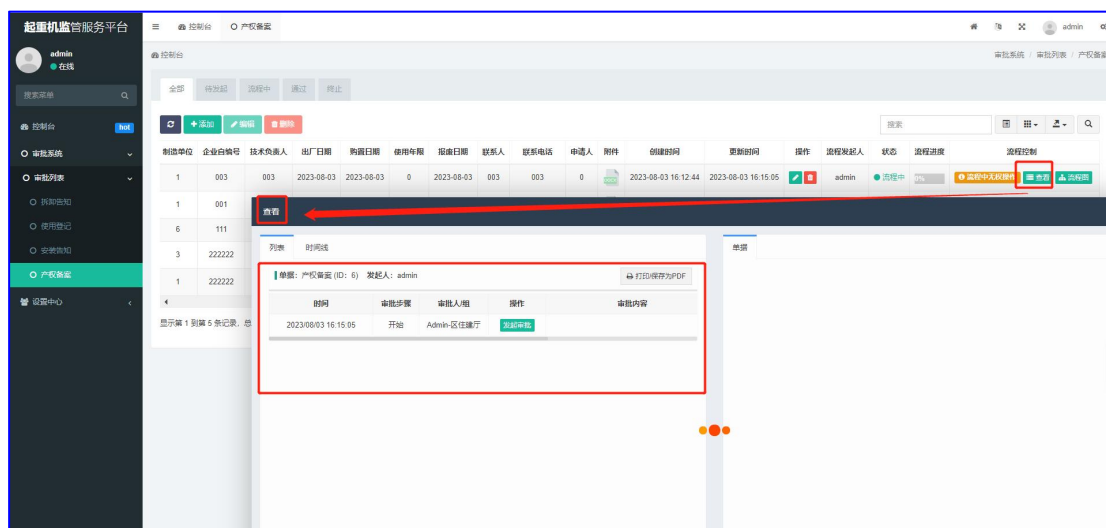 起重机监管服务平台
控制台
产权备案
admin
admin
在线
控制台
审批系统 / 审批列表 / 产权备案
搜索菜单
全部 待发起 流程中 通过 终止
控制台 hot
添加 编辑 删除
搜索
审批系统
制造单位 企业自编号 技术负责人 出厂日期 购置日期 使用年限 报废日期 联系人 联系电话 申请人 附件 创建时间 更新时间 操作 流程发起人 状态 流程进度 流程控制
审批列表
1 003 003 2023-08-03 2023-08-03 0 2023-08-03 003 003 0 2023-08-03 16:12:44 2023-08-03 16:15:05 admin 流程中 0% 流程中无权操作 查看 流程图
拆卸告知
1 001
使用登记
6 111
安装告知
3 222222
产权备案
1 222222
设置中心
显示第 1 到第 5 条记录，总
查看
列表 时间线
单据
单据：产权备案 (ID：6) 发起人：admin
打印/保存为PDF
时间 审批步骤 审批人/组 操作 审批内容
2023/08/03 16:15:05 开始 Admin-区住建厅 发起审批